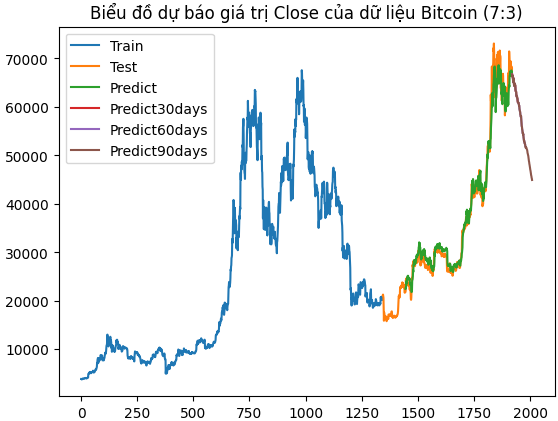 Biểu đồ dự báo giá trị Close của dữ liệu Bitcoin (7:3)
Train
Test
Predict
Predict30days
Predict60days
Predict90days
70000
60000
50000
40000
30000
20000
10000
0 250 500 750 1000 1250 1500 1750 2000